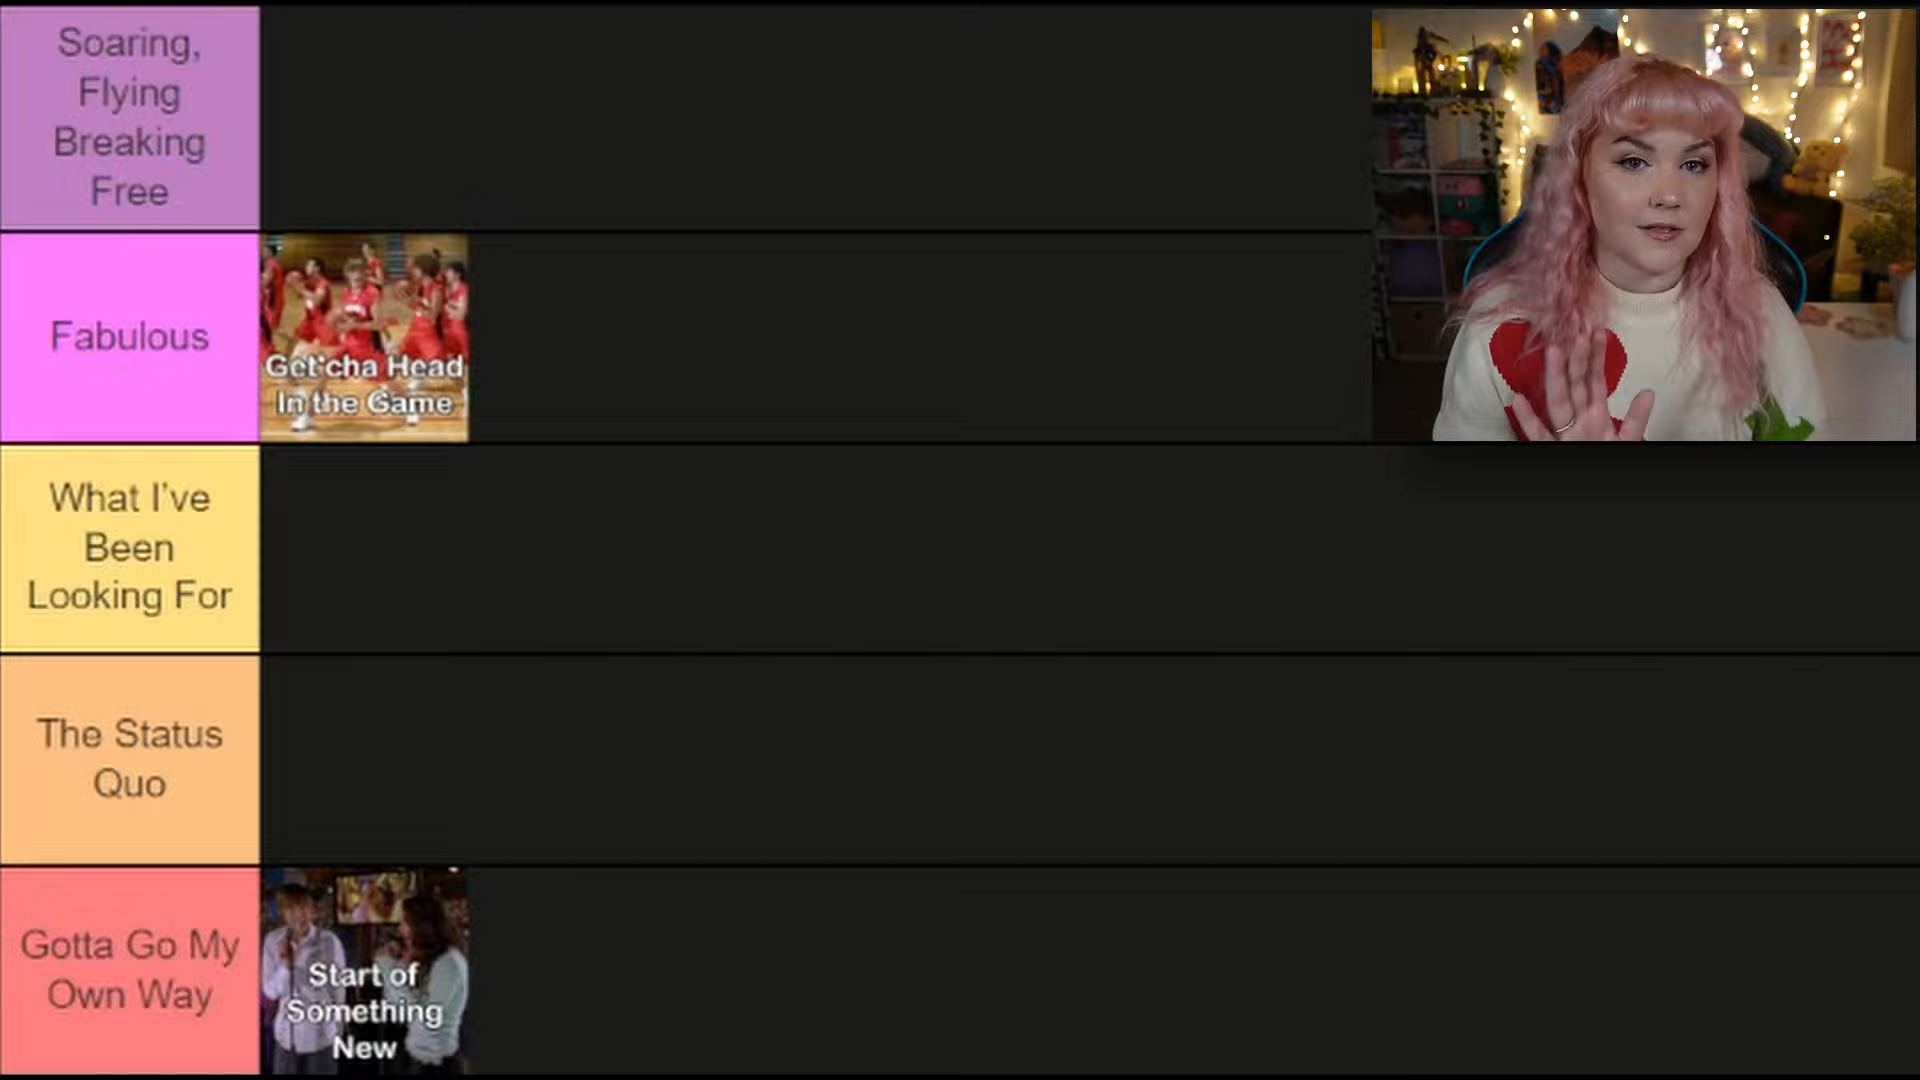 Soaring,
Flying
Breaking
Free
Fabulous
Get'cha Head
In the Game
What I've
Been
Looking For
The Status
Quo
Gotta Go My
Own Way
Start of
Something
New